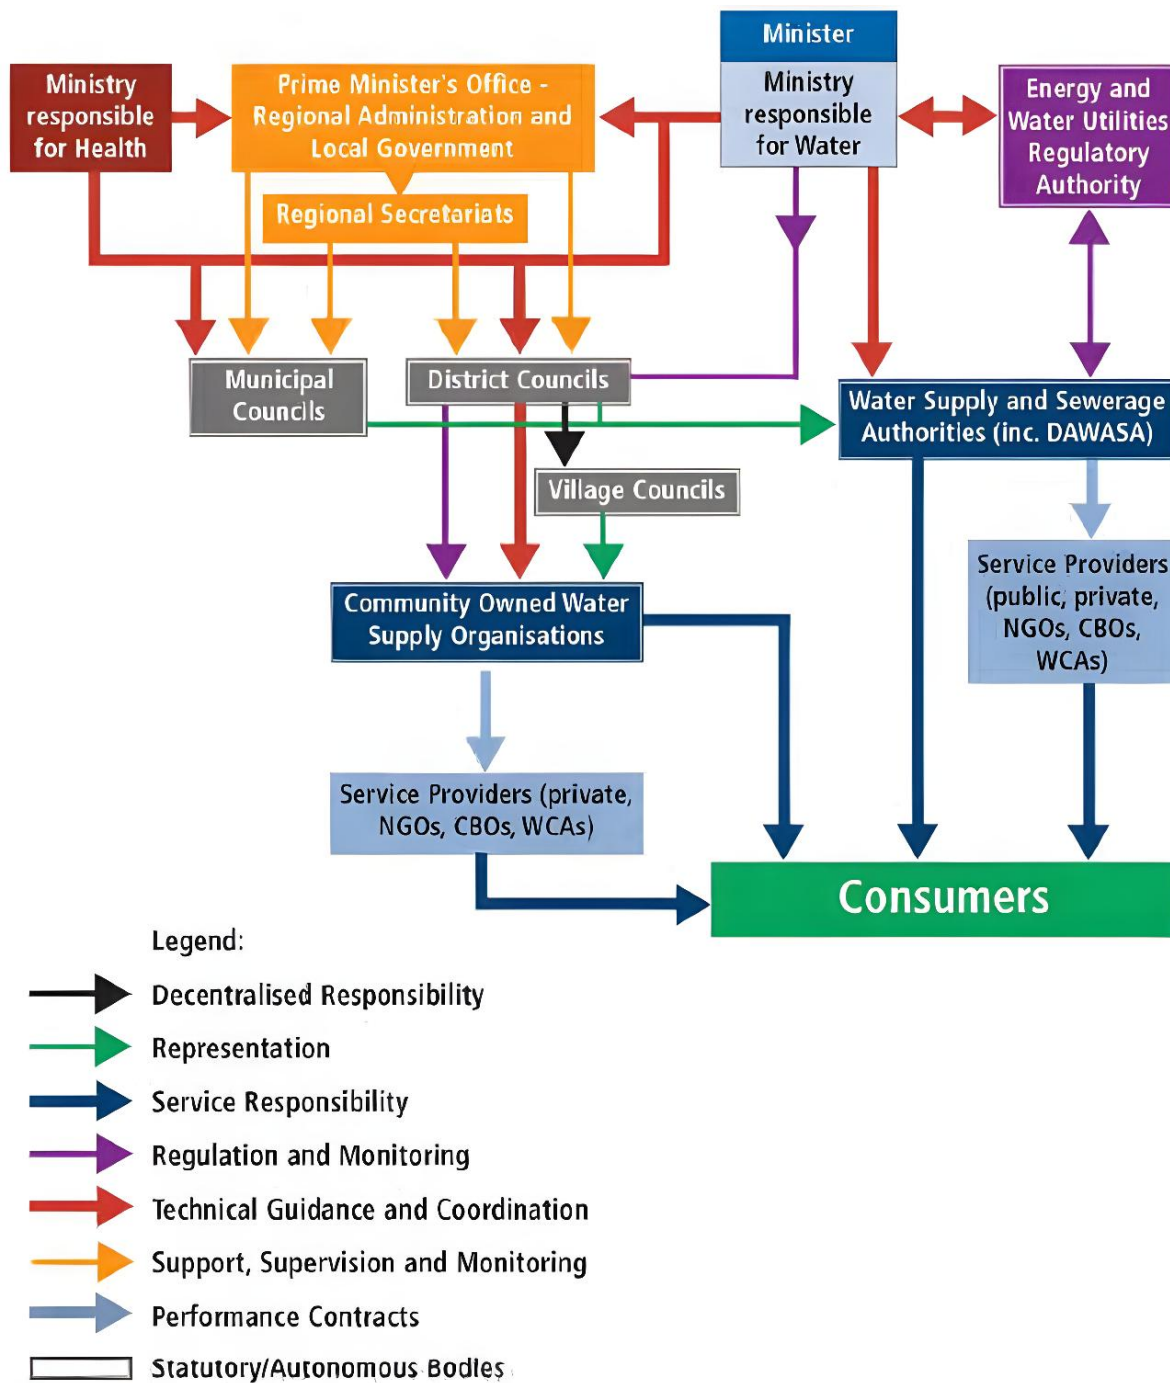 Minister
Ministry
responsible
for Health
Prime Minister's Office -
Regional Administration and
Local Government
Ministry
responsible
for Water
Energy and
Water Utilities
Regulatory
Authority
Regional Secretariats
Municipal
Councils
District Councils
Water Supply and Sewerage
Authorities (inc. DAWASA)
Village Councils
Community Owned Water
Supply Organisations
Service Providers
(public, private,
NGOs, CBOs,
WCAs)
Service Providers (private,
NGOs, CBOs, WCAs)
Consumers
Legend:
Decentralised Responsibility
Representation
Service Responsibility
Regulation and Monitoring
Technical Guidance and Coordination
Support, Supervision and Monitoring
Performance Contracts
Statutory/Autonomous Bodies